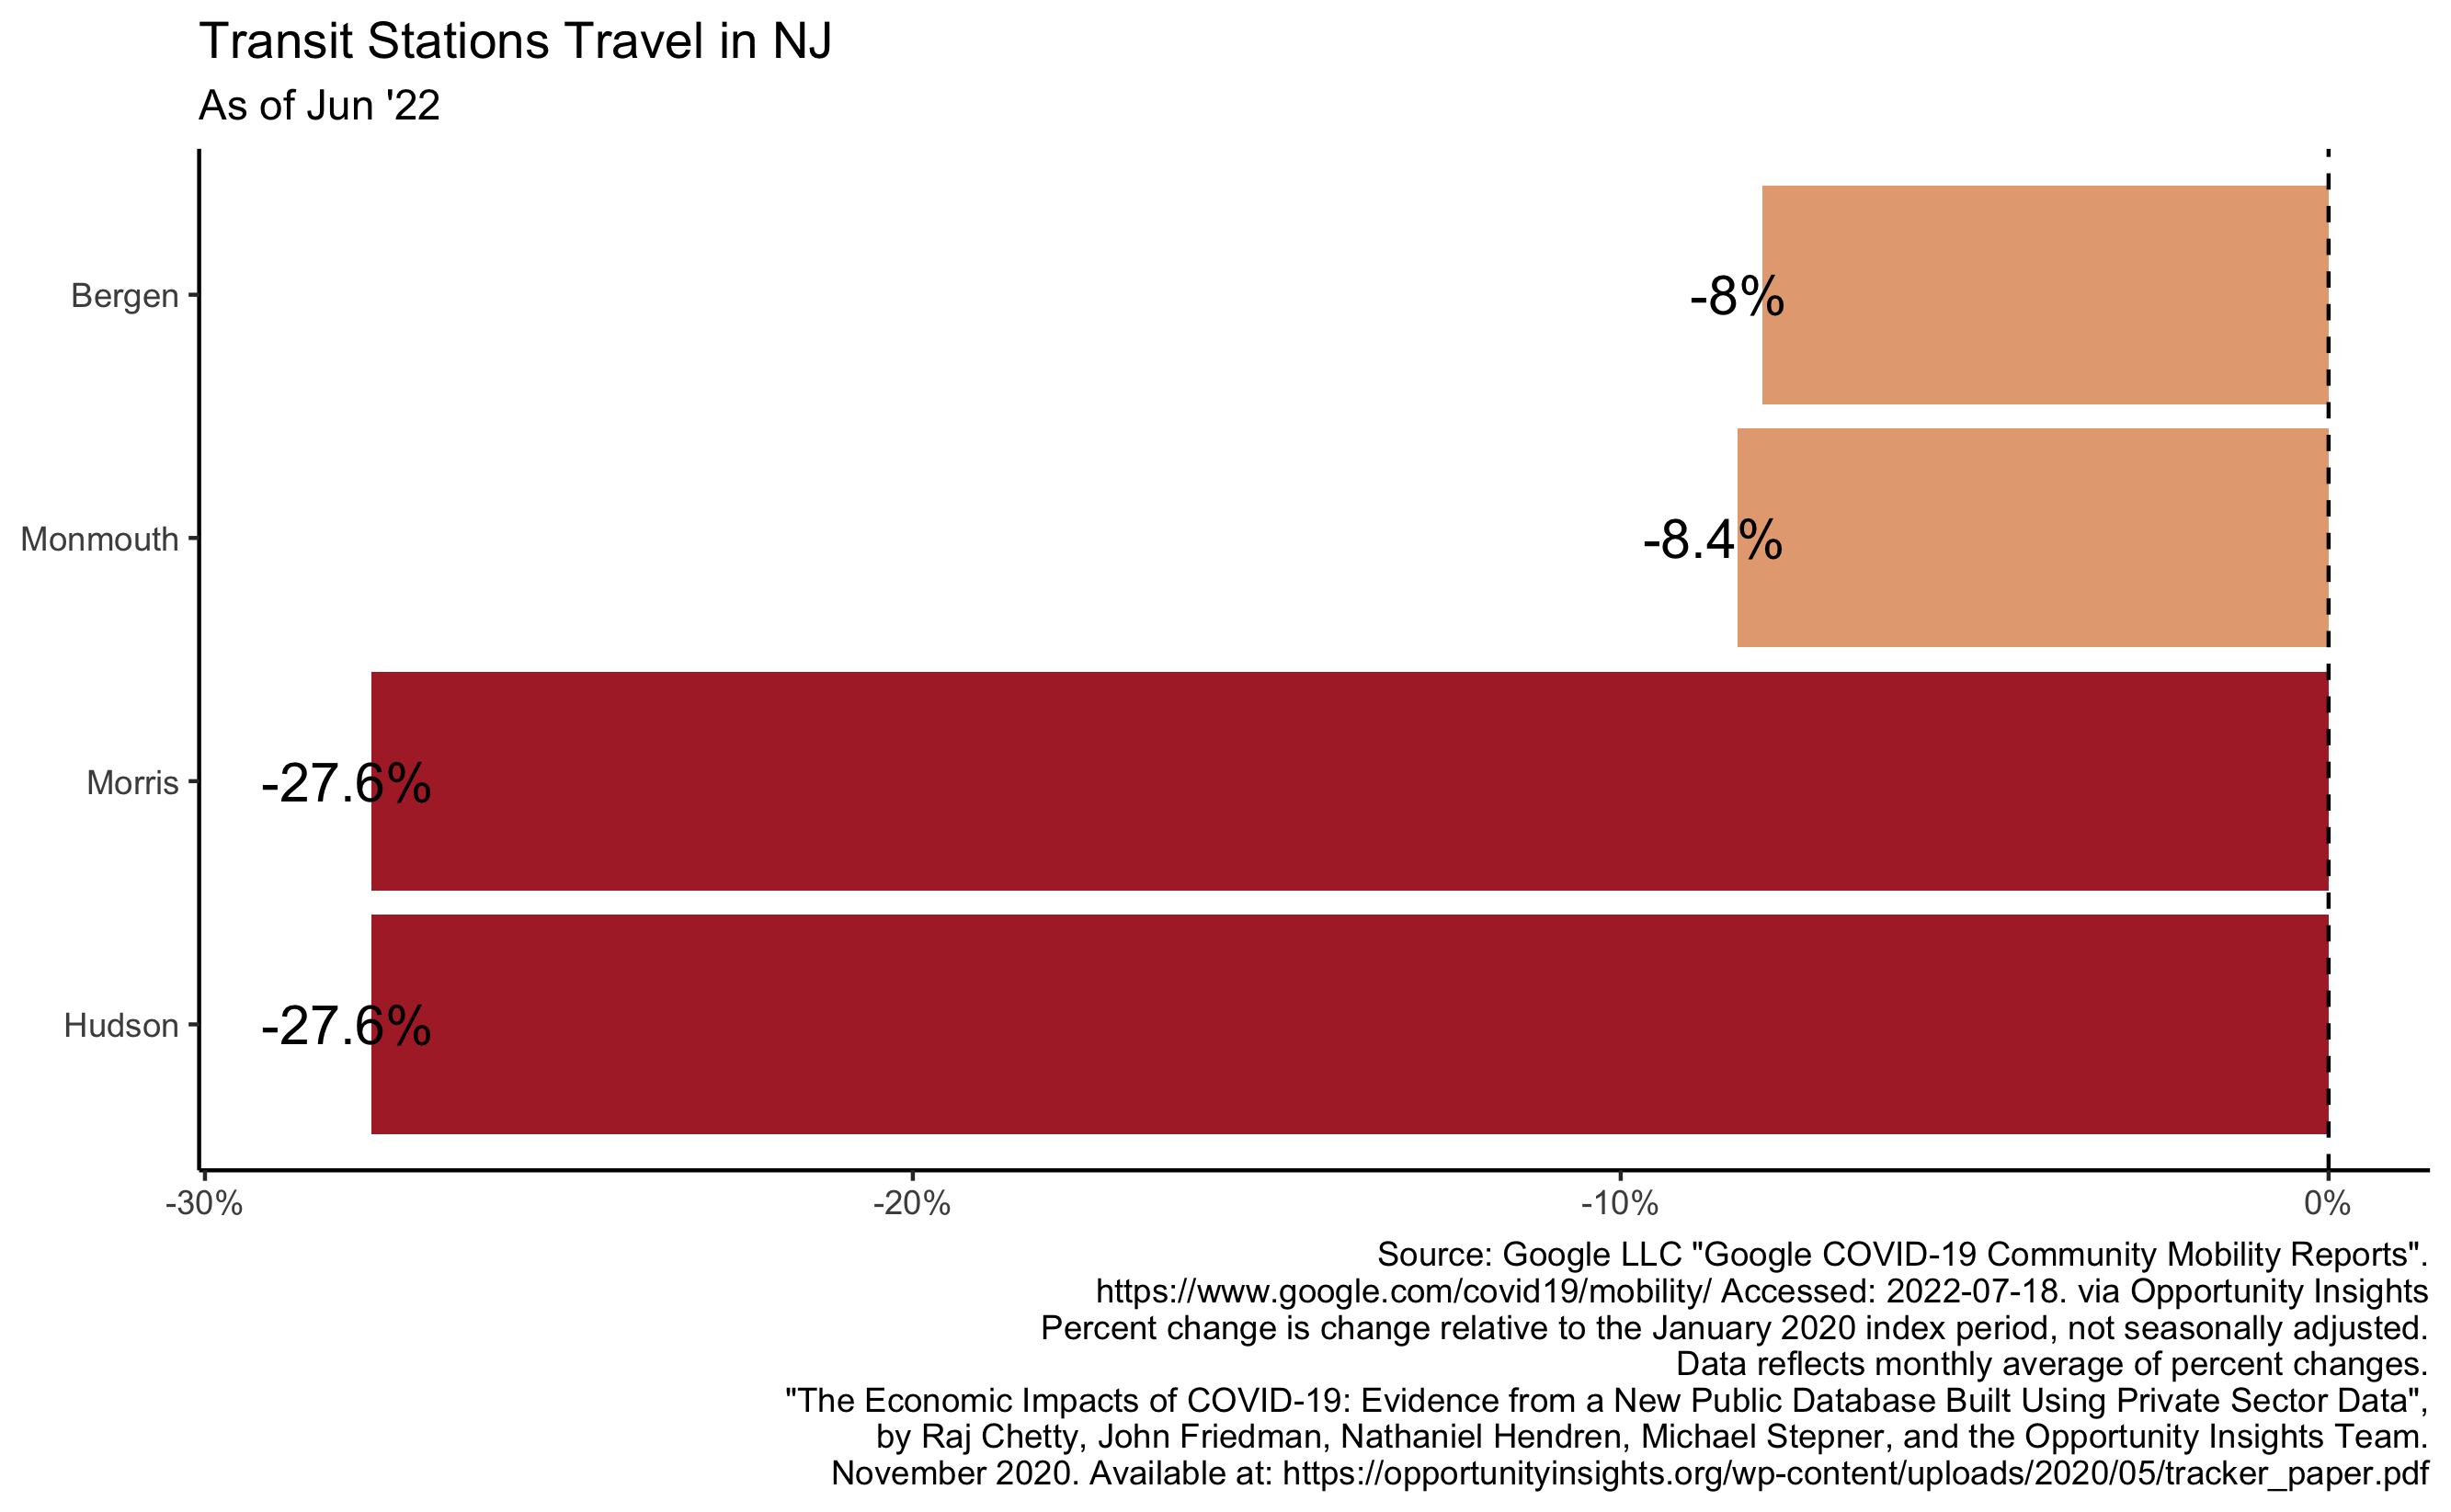 Transit Stations Travel in NJ
As of Jun '22
Bergen
-8%
Monmouth
-8.4%
Morris
-27.6%
Hudson
-27.6%
-30%
-20%
-10%
0%
Source: Google LLC "Google COVID-19 Community Mobility Reports".
https://www.google.com/covid19/mobility/ Accessed: 2022-07-18. via Opportunity Insights
Percent change is change relative to the January 2020 index period, not seasonally adjusted.
Data reflects monthly average of percent changes.
"The Economic Impacts of COVID-19: Evidence from a New Public Database Built Using Private Sector Data",
by Raj Chetty, John Friedman, Nathaniel Hendren, Michael Stepner, and the Opportunity Insights Team.
November 2020. Available at: https://opportunityinsights.org/wp-content/uploads/2020/05/tracker_paper.pdf